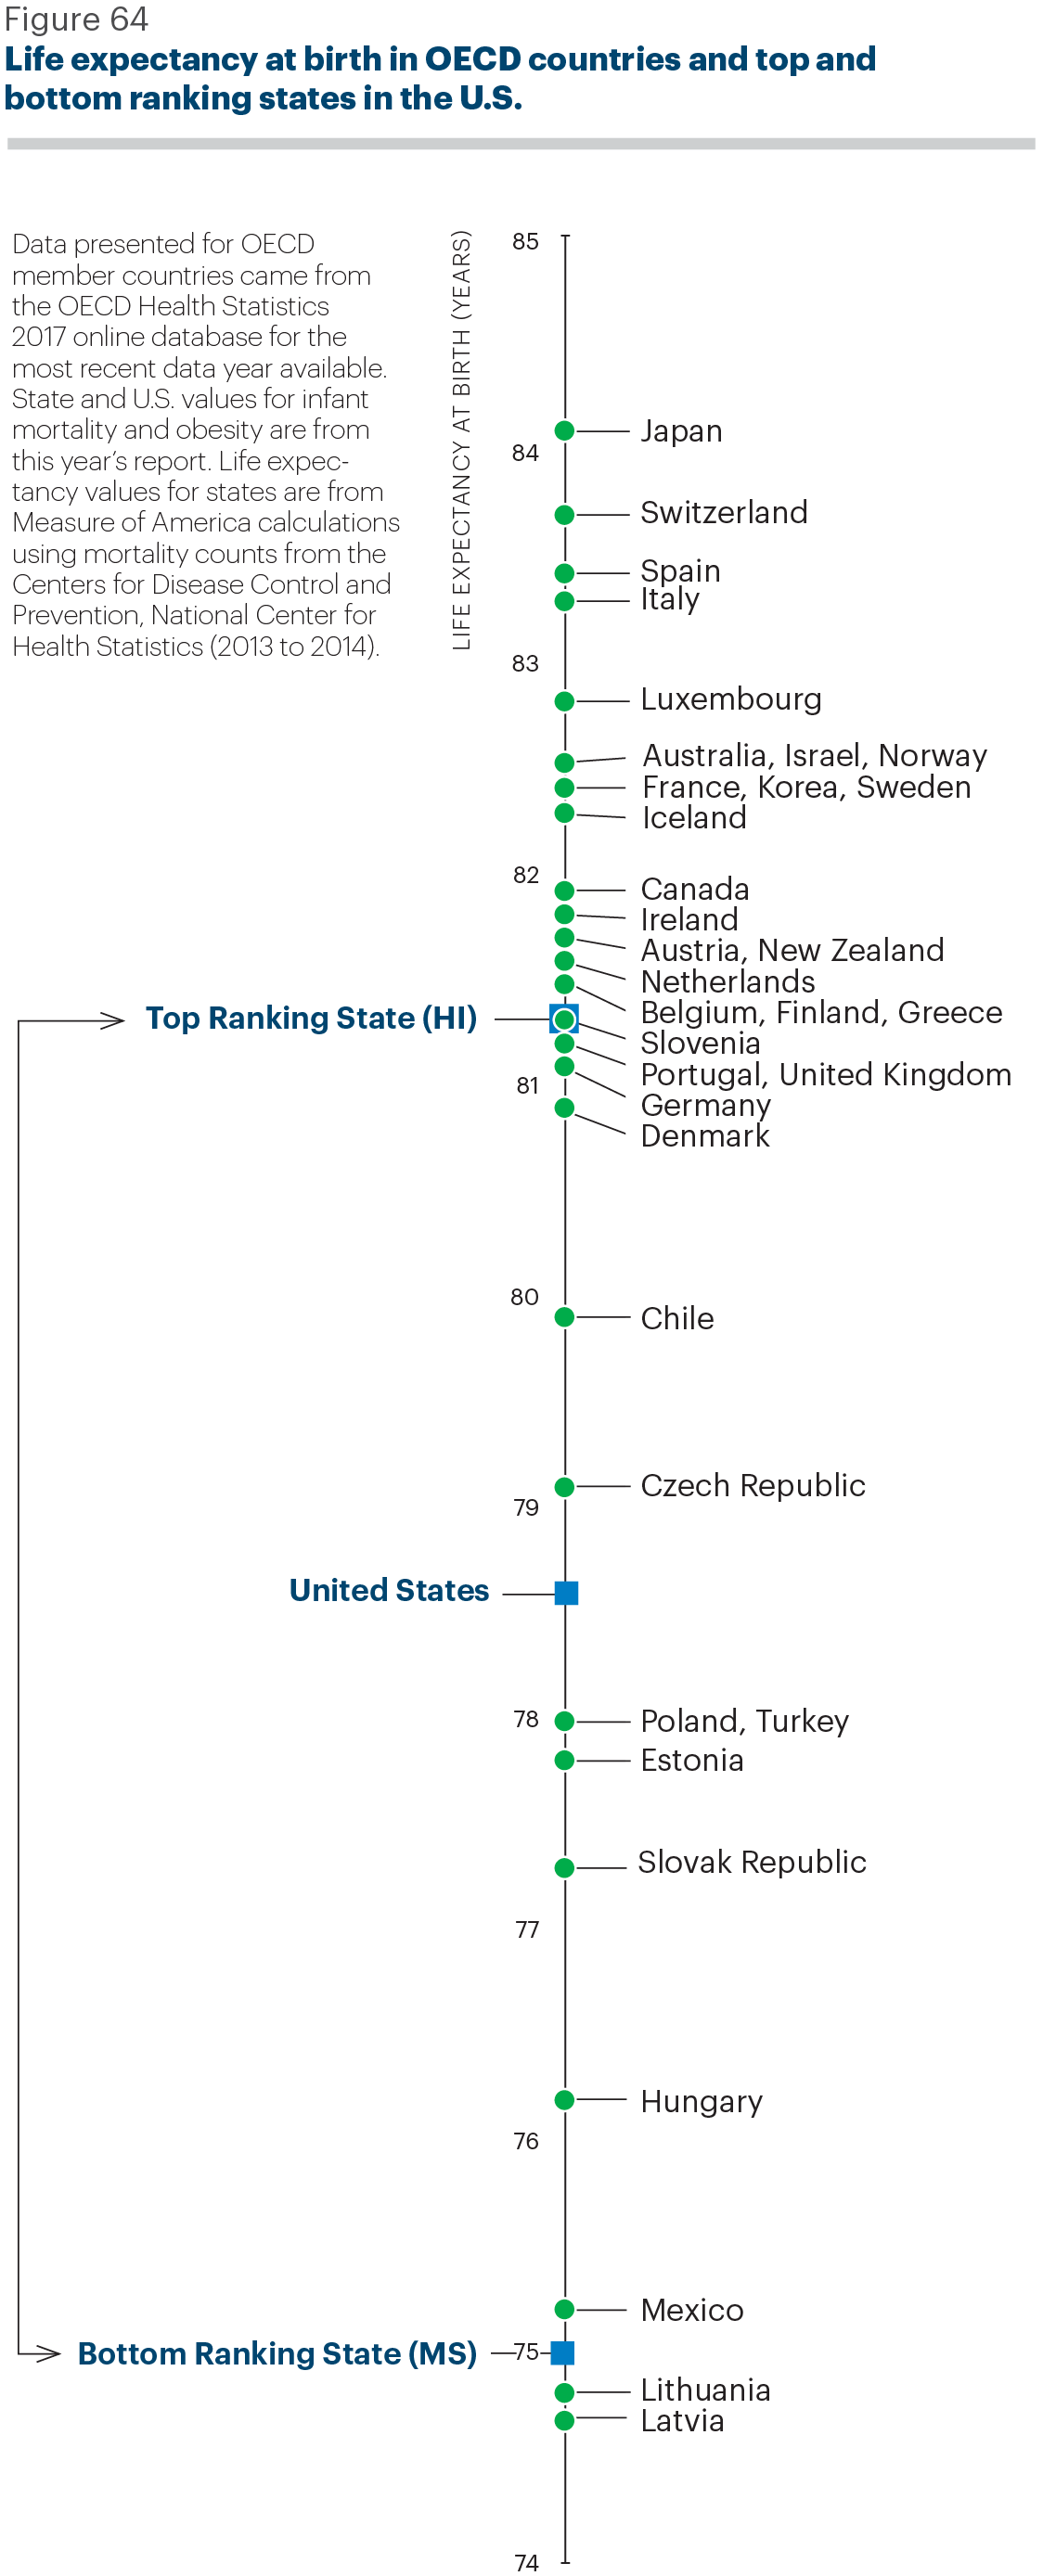 Figure 64
Life expectancy at birth in OECD countries and top and
bottom ranking states in the U.S.
Data presented for OECD
member countries came from
the OECD Health Statistics
2017 online database for the
most recent data year available.
State and U.S. values for infant
mortality and obesity are from
this year's report. Life expec-
tancy values for states are from
Measure of America calculations
using mortality counts from the
Centers for Disease Control and
Prevention, National Center for
Health Statistics (2013 to 2014).
LIFE EXPECTANCY AT BIRTH (YEARS)
85
Japan
84
Switzerland
Spain
Italy
83
Luxembourg
Australia, Israel, Norway
France, Korea, Sweden
Iceland
82
Canada
Ireland
Austria, New Zealand
Netherlands
Belgium, Finland, Greece
Top Ranking State (HI)
Slovenia
Portugal, United Kingdom
81
Germany
Denmark
80
Chile
Czech Republic
79
United States
78
Poland, Turkey
Estonia
Slovak Republic
77
Hungary
76
Mexico
Bottom Ranking State (MS)
75
Lithuania
Latvia
74